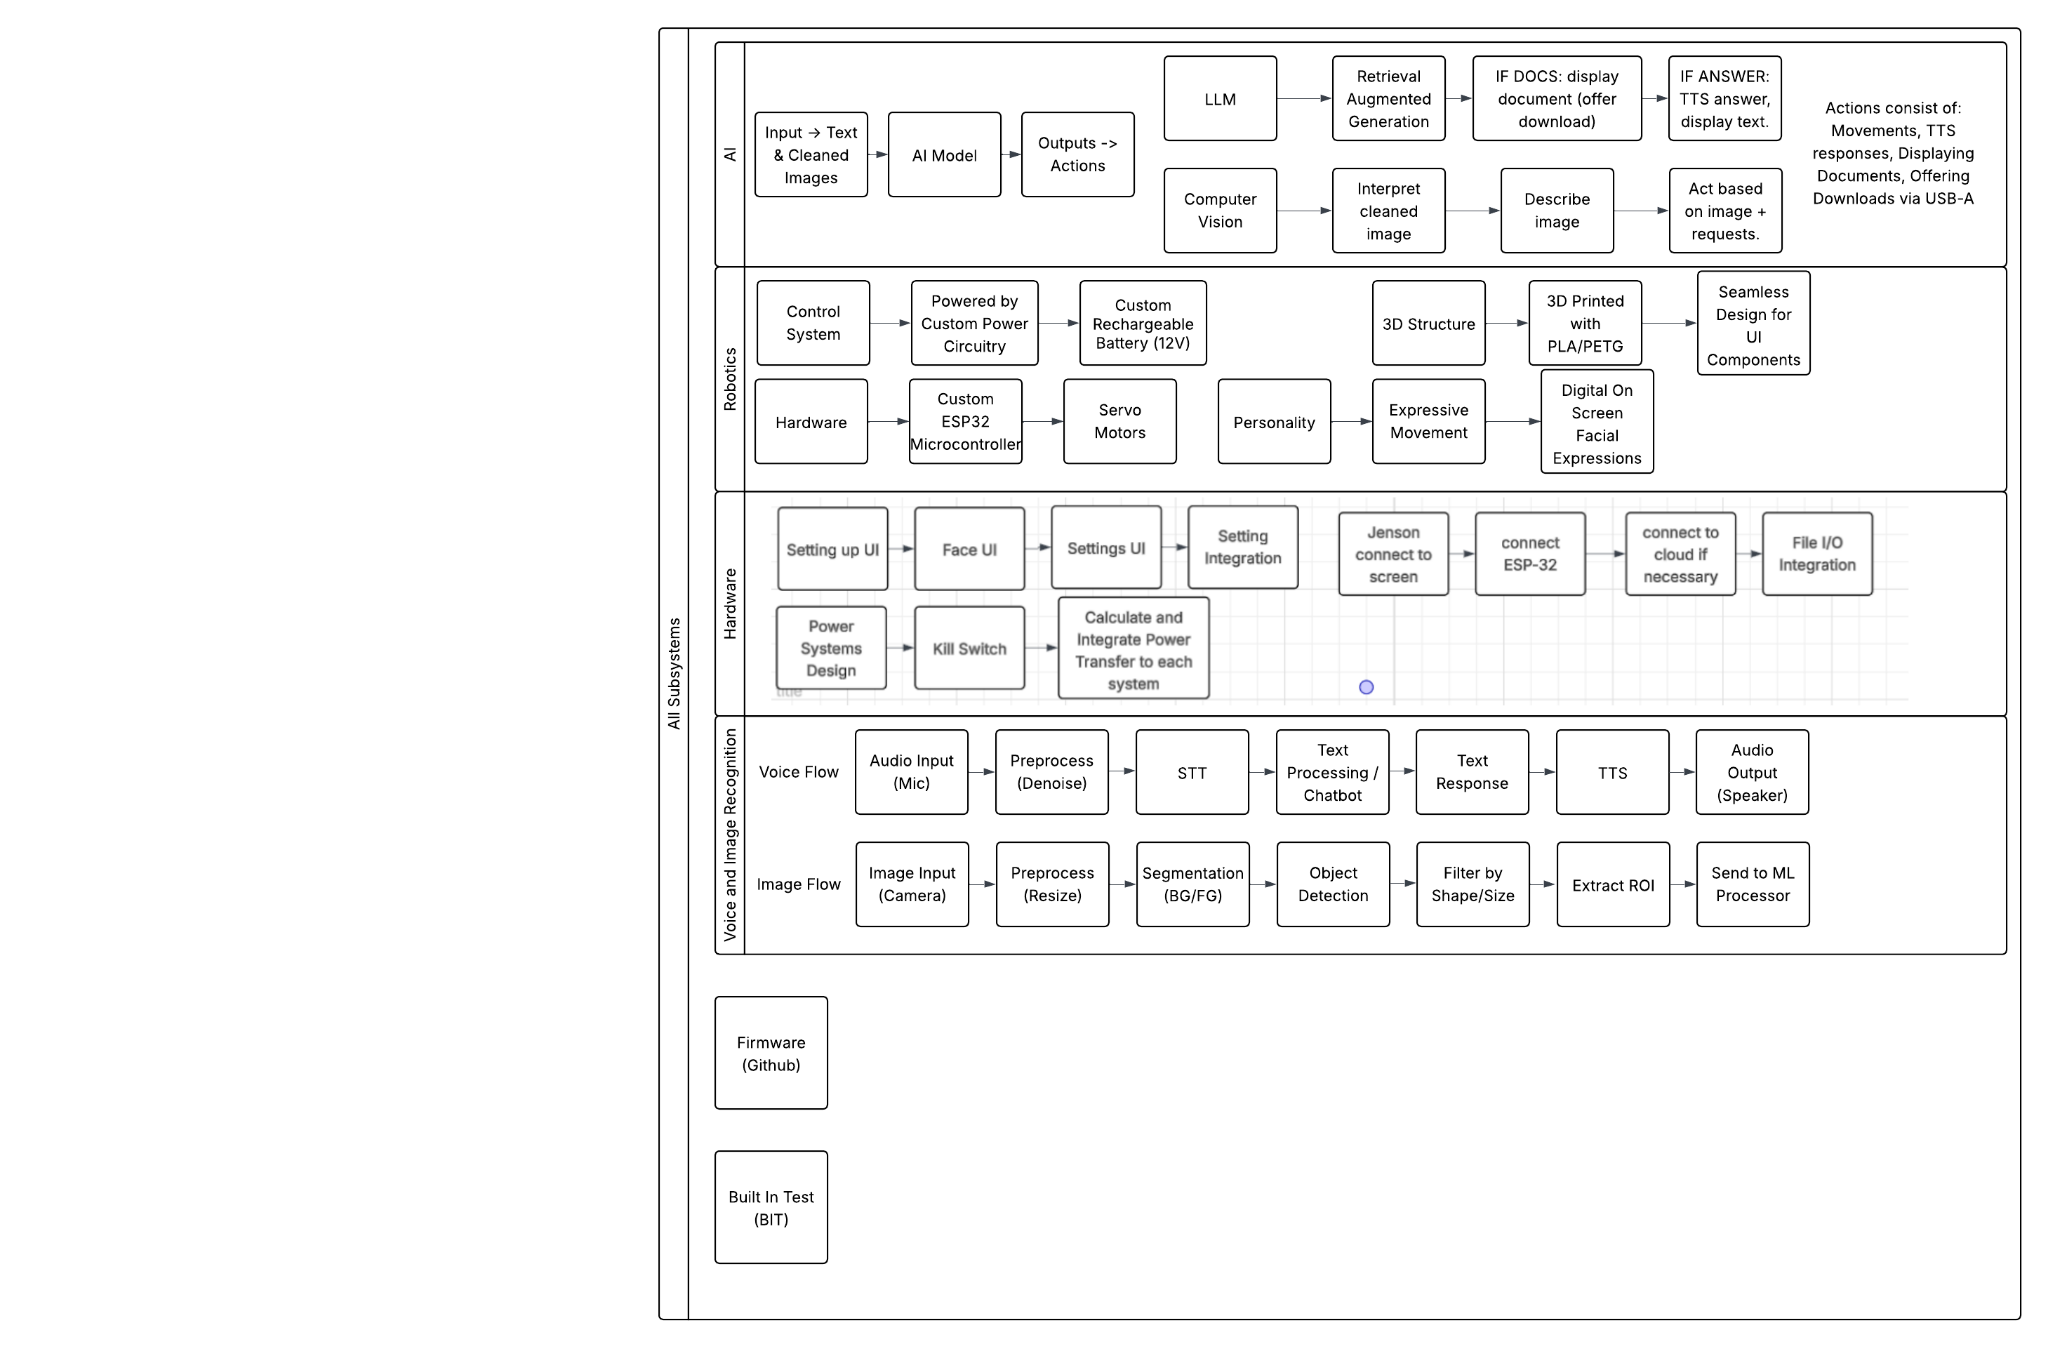 All Subsystems
AI
Input → Text
& Cleaned
Images
AI Model
Outputs ->
Actions
LLM
Retrieval
Augmented
Generation
IF DOCS: display
document (offer
download)
IF ANSWER:
TTS answer,
display text.
Computer
Vision
Interpret
cleaned
image
Describe
image
Act based
on image +
requests.
Actions consist of:
Movements, TTS
responses, Displaying
Documents, Offering
Downloads via USB-A
Robotics
Control
System
Powered by
Custom Power
Circuitry
Custom
Rechargeable
Battery (12V)
3D Structure
3D Printed
with
PLA/PETG
Seamless
Design for
UI
Components
Hardware
Custom
ESP32
Microcontroller
Servo
Motors
Personality
Expressive
Movement
Digital On
Screen
Facial
Expressions
Hardware
Setting up UI
Face UI
Settings UI
Setting
Integration
Jenson
connect to
screen
connect
ESP-32
connect to
cloud if
necessary
File I/O
Integration
Power
Systems
Design
Kill Switch
Calculate and
Integrate Power
Transfer to each
system
Voice and Image Recognition
Voice Flow
Audio Input
(Mic)
Preprocess
(Denoise)
STT
Text
Processing /
Chatbot
Text
Response
TTS
Audio
Output
(Speaker)
Image Flow
Image Input
(Camera)
Preprocess
(Resize)
Segmentation
(BG/FG)
Object
Detection
Filter by
Shape/Size
Extract ROI
Send to ML
Processor
Firmware
(Github)
Built In Test
(BIT)